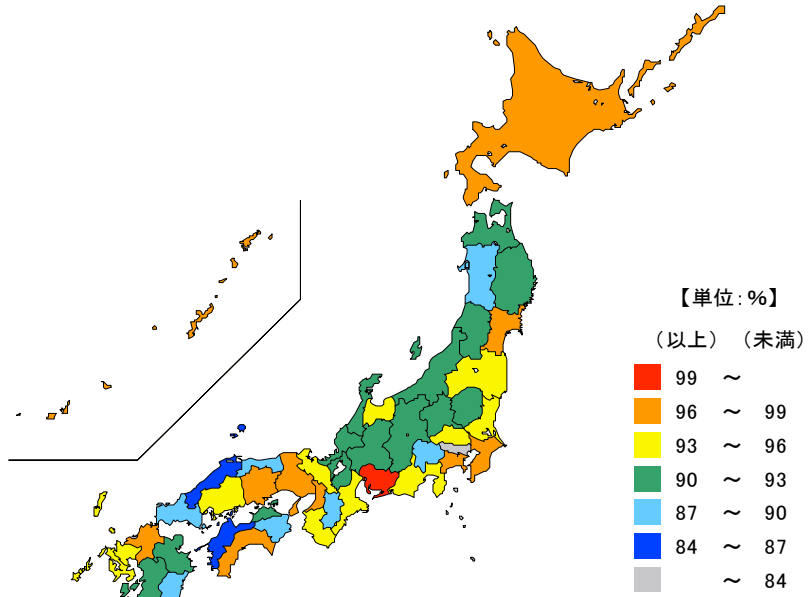 【単位:%】
（以上） （未満）
99 ～
96 ～ 99
93 ～ 96
90 ～ 93
87 ～ 90
84 ～ 87
～ 84